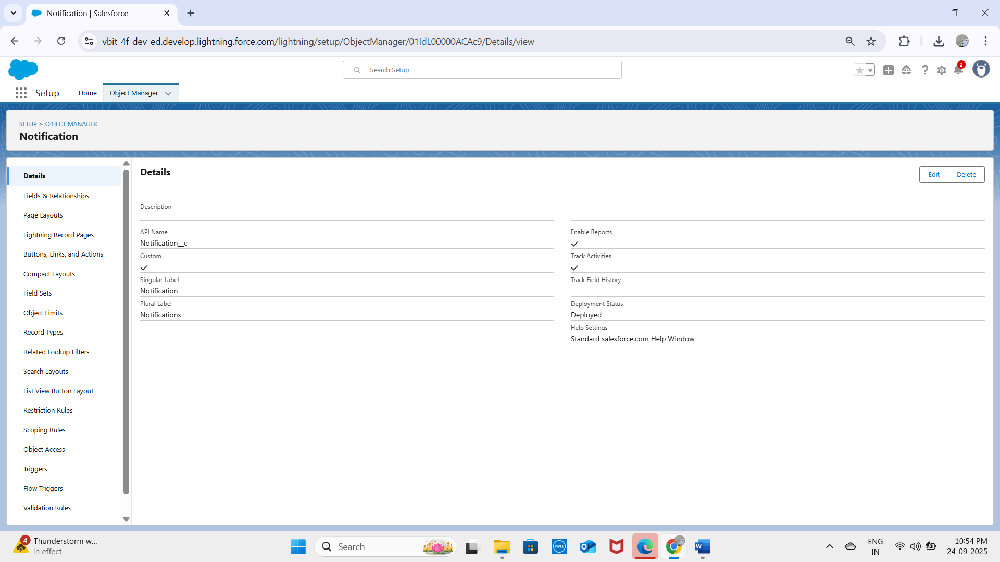 Notification | Salesforce
vbit-4f-dev-ed.develop.lightning.force.com/lightning/setup/ObjectManager/01IdL00000ACAc9/Details/view
Search Setup
2
Setup
Home
Object Manager
SETUP > OBJECT MANAGER
Notification
Details
Fields & Relationships
Page Layouts
Lightning Record Pages
Buttons, Links, and Actions
Compact Layouts
Field Sets
Object Limits
Record Types
Related Lookup Filters
Search Layouts
List View Button Layout
Restriction Rules
Scoping Rules
Object Access
Triggers
Flow Triggers
Validation Rules
Details
Edit
Delete
Description
API Name
Notification__c
Custom
Singular Label
Notification
Plural Label
Notifications
Enable Reports
Track Activities
Track Field History
Deployment Status
Deployed
Help Settings
Standard salesforce.com Help Window
4
Thunderstorm w...
In effect
Search
DELL
W
ENG
IN
10:54 PM
24-09-2025